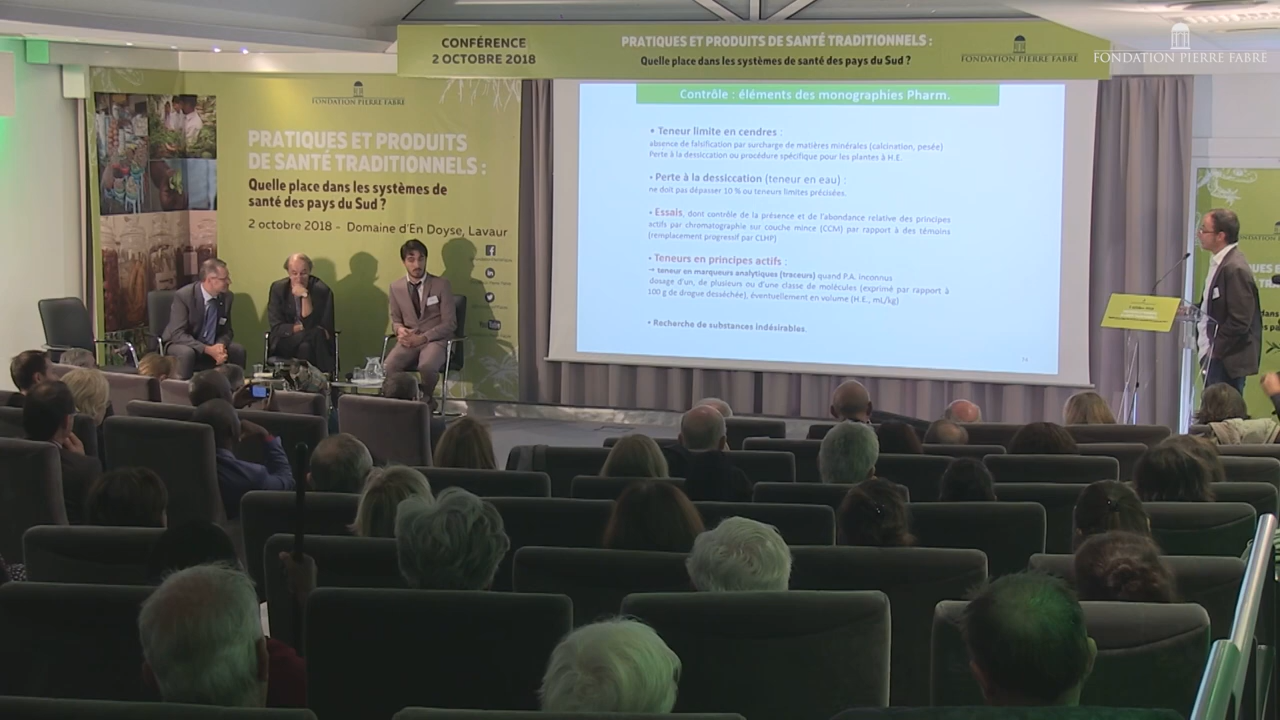 FONDATION PIERRE FABRE
CONFÉRENCE
2 OCTOBRE 2018
PRATIQUES ET PRODUITS DE SANTÉ TRADITIONNELS :
Quelle place dans les systèmes de santé des pays du Sud ?
FONDATION PIERRE FABRE
FONDATION PIERRE FABRE
PRATIQUES ET PRODUITS
DE SANTÉ TRADITIONNELS :
Quelle place dans les systèmes de
santé des pays du Sud ?
2 octobre 2018 - Domaine d'En Doyse, Lavaur
Contrôle : éléments des monographies Pharm.
• Teneur limite en cendres :
absence de falsification par surcharge de matières minérales (calcination, pesée)
Perte à la dessiccation ou procédure spécifique pour les plantes à H.E.
• Perte à la dessiccation (teneur en eau) :
ne doit pas dépasser 10 % ou teneurs limites précisées.
• Essais, dont contrôle de la présence et de l'abondance relative des principes
actifs par chromatographie sur couche mince (CCM) par rapport à des témoins
(remplacement progressif par CLHP)
• Teneurs en principes actifs :
→ teneur en marqueurs analytiques (traceurs) quand P.A. inconnus
dosage d'un, de plusieurs ou d'une classe de molécules (exprimé par rapport à
100 g de drogue desséchée), éventuellement en volume (H.E., mL/kg)
• Recherche de substances indésirables.